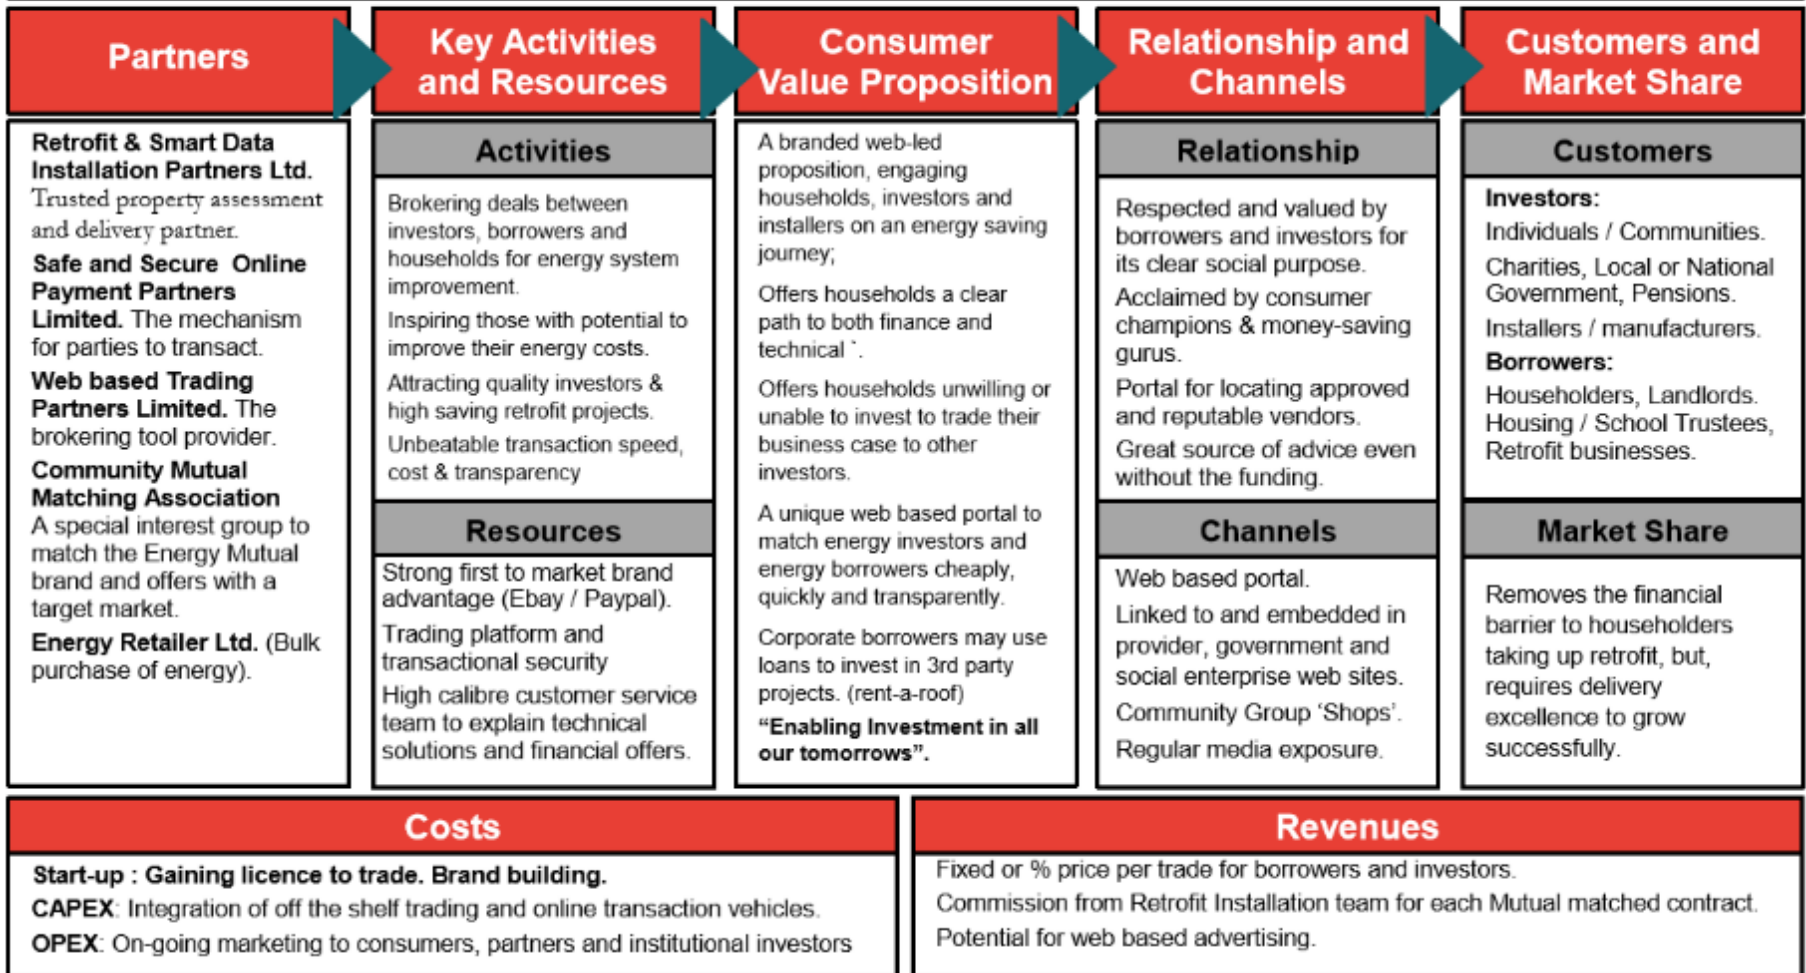 Partners
Retrofit & Smart Data
Installation Partners Ltd.
Trusted property assessment
and delivery partner.
Safe and Secure Online
Payment Partners
Limited. The mechanism
for parties to transact.
Web based Trading
Partners Limited. The
brokering tool provider.
Community Mutual
Matching Association
A special interest group to
match the Energy Mutual
brand and offers with a
target market.
Energy Retailer Ltd. (Bulk
purchase of energy).
Key Activities
and Resources
Activities
Brokering deals between
investors, borrowers and
households for energy system
improvement.
Inspiring those with potential to
improve their energy costs.
Attracting quality investors &
high saving retrofit projects.
Unbeatable transaction speed,
cost & transparency
Resources
Strong first to market brand
advantage (Ebay / Paypal).
Trading platform and
transactional security
High calibre customer service
team to explain technical
solutions and financial offers.
Consumer
Value Proposition
A branded web-led
proposition, engaging
households, investors and
installers on an energy saving
journey;
Offers households a clear
path to both finance and
technical `.
Offers households unwilling or
unable to invest to trade their
business case to other
investors.
A unique web based portal to
match energy investors and
energy borrowers cheaply,
quickly and transparently.
Corporate borrowers may use
loans to invest in 3rd party
projects. (rent-a-roof)
“Enabling Investment in all
our tomorrows”.
Relationship and
Channels
Relationship
Respected and valued by
borrowers and investors for
its clear social purpose.
Acclaimed by consumer
champions & money-saving
gurus.
Portal for locating approved
and reputable vendors.
Great source of advice even
without the funding.
Channels
Web based portal.
Linked to and embedded in
provider, government and
social enterprise web sites.
Community Group ‘Shops’.
Regular media exposure.
Customers and
Market Share
Customers
Investors:
Individuals / Communities.
Charities, Local or National
Government, Pensions.
Installers / manufacturers.
Borrowers:
Householders, Landlords.
Housing / School Trustees,
Retrofit businesses.
Market Share
Removes the financial
barrier to householders
taking up retrofit, but,
requires delivery
excellence to grow
successfully.
Costs
Start-up : Gaining licence to trade. Brand building.
CAPEX: Integration of off the shelf trading and online transaction vehicles.
OPEX: On-going marketing to consumers, partners and institutional investors
Revenues
Fixed or % price per trade for borrowers and investors.
Commission from Retrofit Installation team for each Mutual matched contract.
Potential for web based advertising.